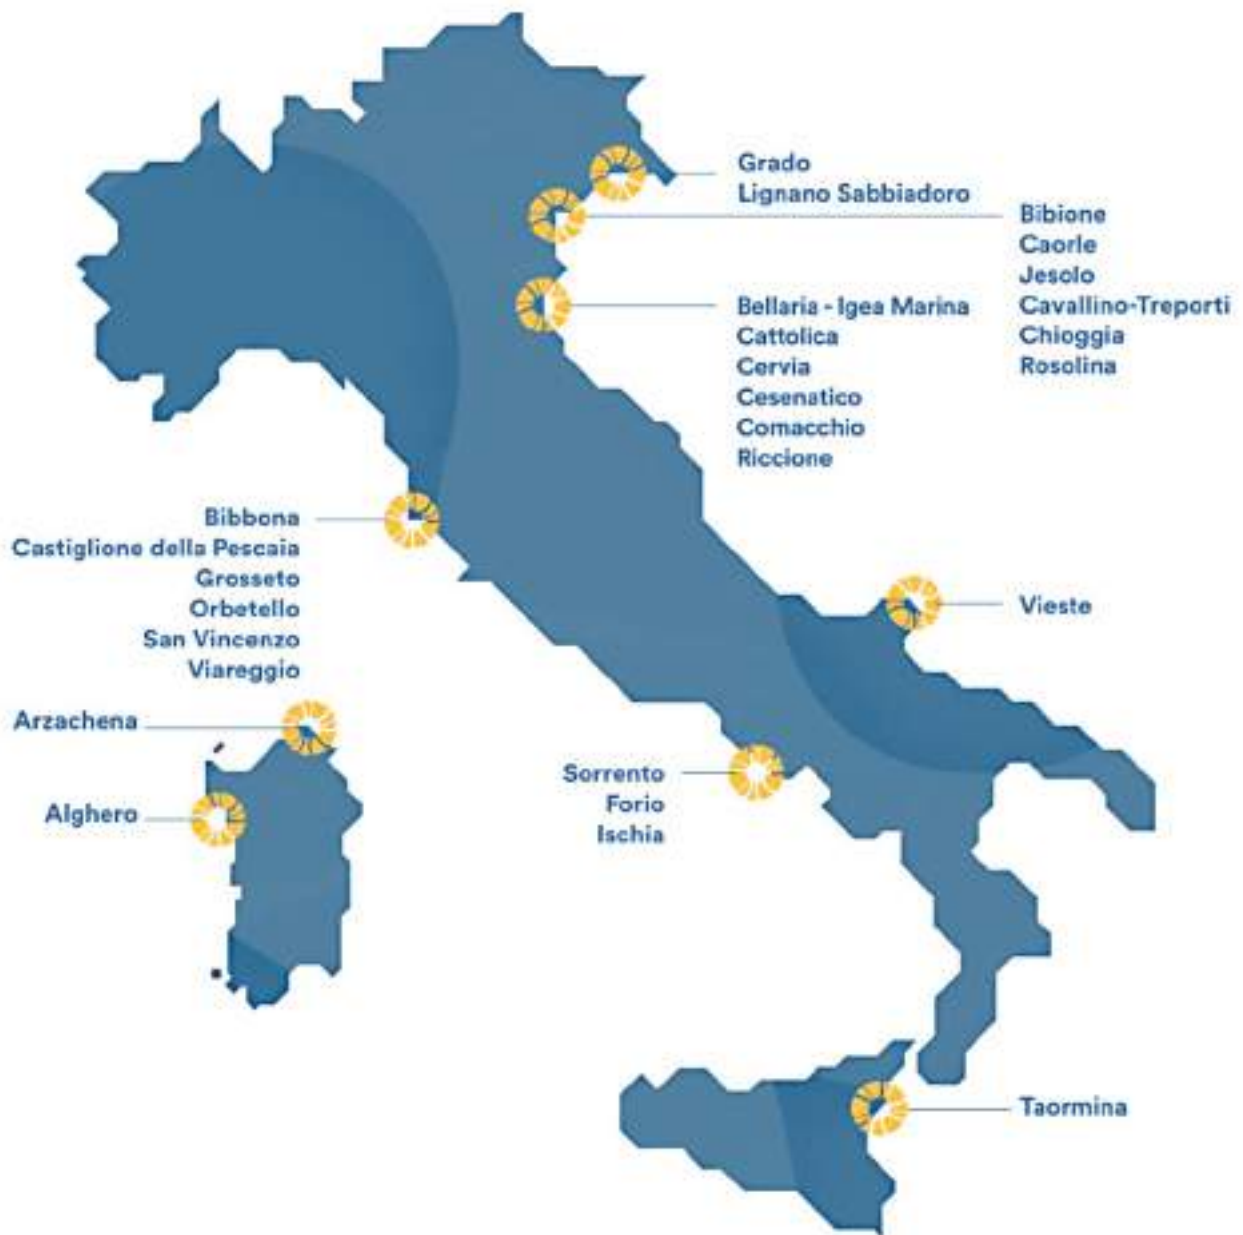 Grado
Lignano Sabbiadoro
Bibione
Caorle
Jesolo
Cavallino-Treporti
Chioggia
Rosolina
Bellaria - Igea Marina
Cattolica
Cervia
Cesenatico
Comacchio
Riccione
Bibbona
Castiglione della Pescaia
Grosseto
Orbetello
San Vincenzo
Viareggio
Vieste
Arzachena
Alghero
Sorrento
Forio
Ischia
Taormina